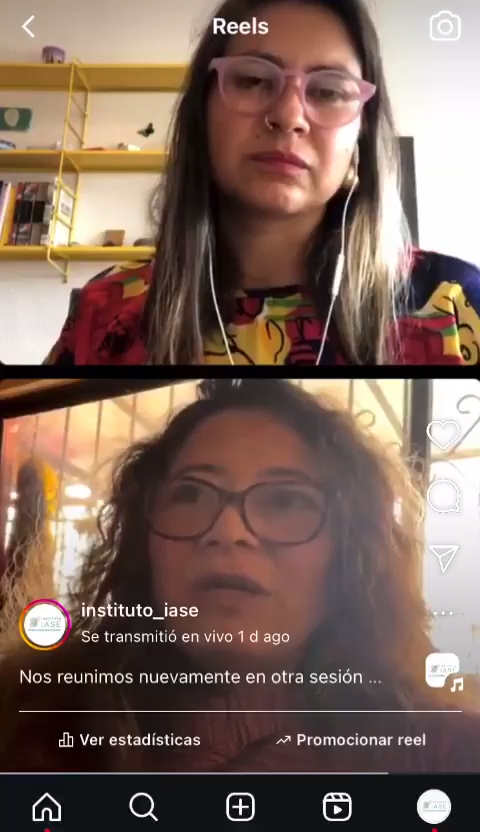 Reels
instituto_iase
Se transmitió en vivo 1 d ago
Nos reunimos nuevamente en otra sesión ...
Ver estadísticas
Promocionar reel